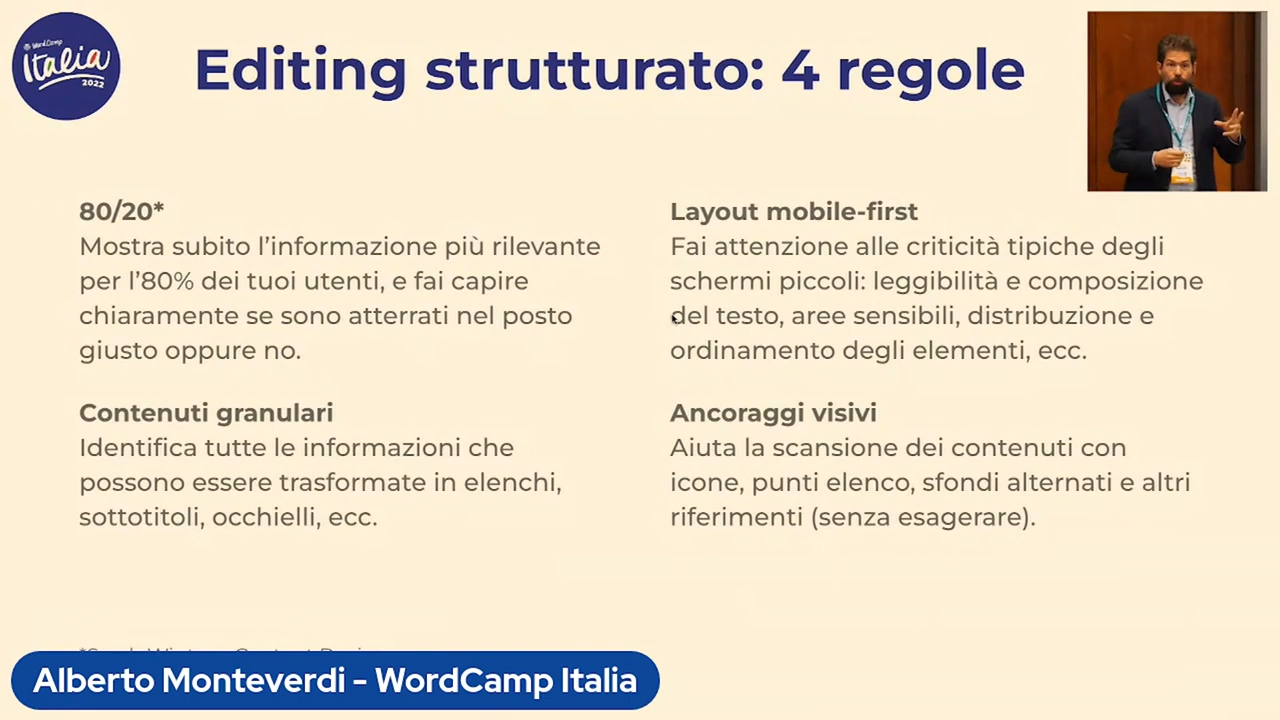 WordCamp
Italia
2022
Editing strutturato: 4 regole
80/20*
Mostra subito l’informazione più rilevante
per l’80% dei tuoi utenti, e fai capire
chiaramente se sono atterrati nel posto
giusto oppure no.
Contenuti granulari
Identifica tutte le informazioni che
possono essere trasformate in elenchi,
sottotitoli, occhielli, ecc.
Layout mobile-first
Fai attenzione alle criticità tipiche degli
schermi piccoli: leggibilità e composizione
del testo, aree sensibili, distribuzione e
ordinamento degli elementi, ecc.
Ancoraggi visivi
Aiuta la scansione dei contenuti con
icone, punti elenco, sfondi alternati e altri
riferimenti (senza esagerare).
Alberto Monteverdi - WordCamp Italia